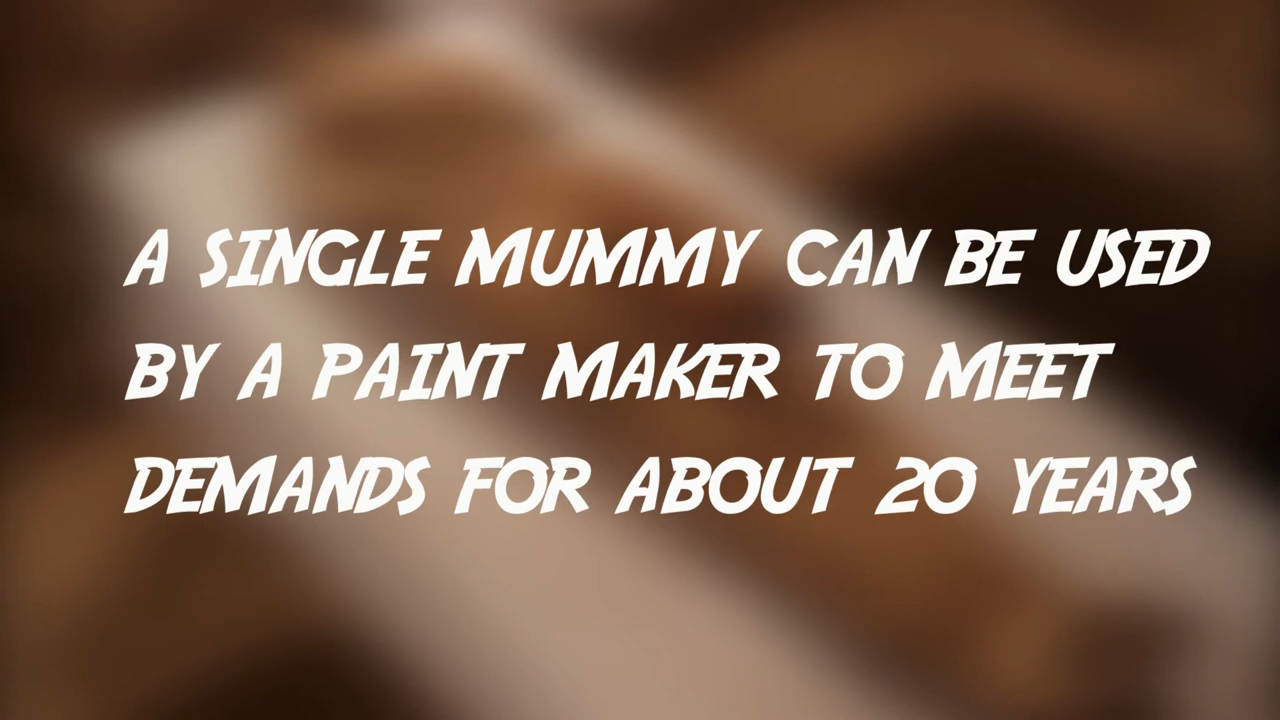 A SINGLE MUMMY CAN BE USED
BY A PAINT MAKER TO MEET
DEMANDS FOR ABOUT 20 YEARS